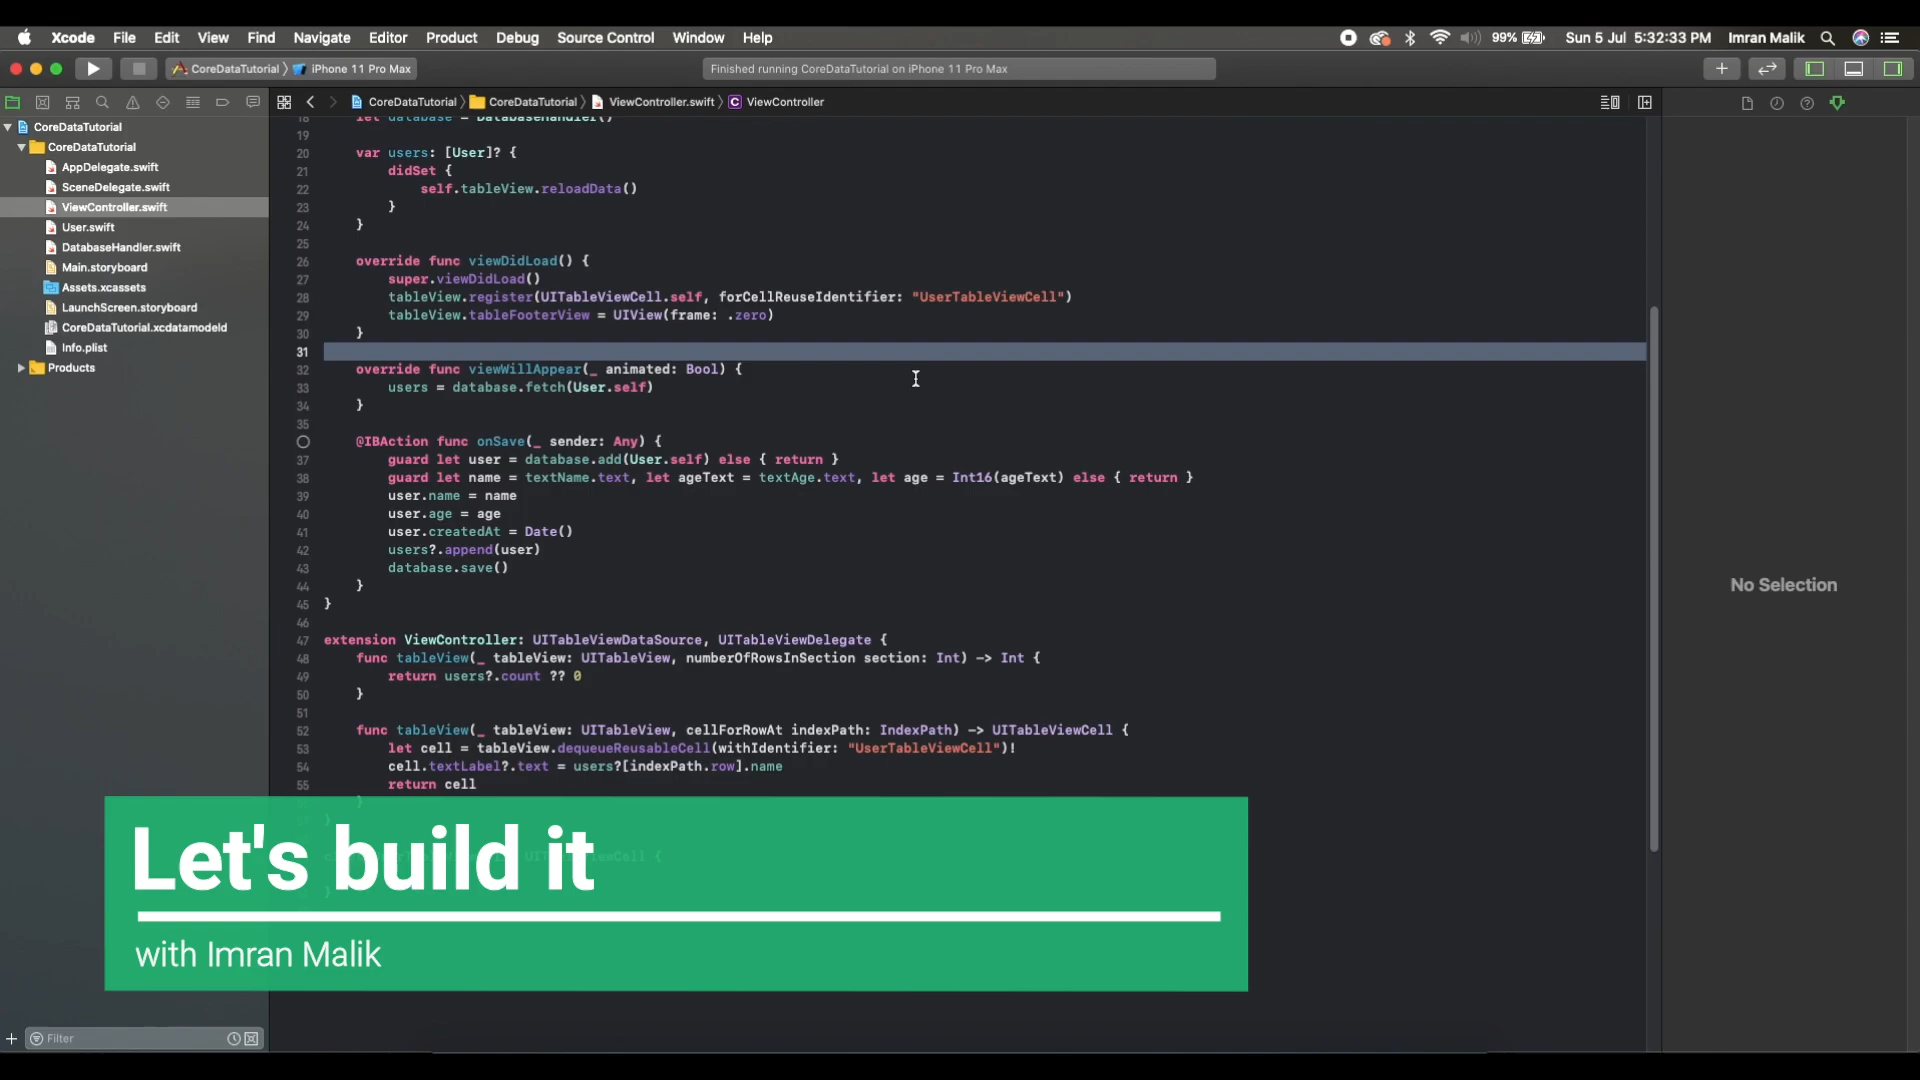 Xcode File Edit View Find Navigate Editor Product Debug Source Control Window Help 99% Sun 5 Jul 5:32:33 PM Imran Malik
CoreDataTutorial iPhone 11 Pro Max Finished running CoreDataTutorial on iPhone 11 Pro Max
CoreDataTutorial CoreDataTutorial ViewController.swift C ViewController
CoreDataTutorial
CoreDataTutorial
AppDelegate.swift
SceneDelegate.swift
ViewController.swift
User.swift
DatabaseHandler.swift
Main.storyboard
Assets.xcassets
LaunchScreen.storyboard
CoreDataTutorial.xcdatamodeld
Info.plist
Products
Filter
18 let database = DatabaseHandler()
19
20 var users: [User]? {
21 didSet {
22 self.tableView.reloadData()
23 }
24 }
25
26 override func viewDidLoad() {
27 super.viewDidLoad()
28 tableView.register(UITableViewCell.self, forCellReuseIdentifier: "UserTableViewCell")
29 tableView.tableFooterView = UIView(frame: .zero)
30 }
31
32 override func viewWillAppear(_ animated: Bool) {
33 users = database.fetch(User.self)
34 }
35
@IBAction func onSave(_ sender: Any) {
37 guard let user = database.add(User.self) else { return }
38 guard let name = textName.text, let ageText = textAge.text, let age = Int16(ageText) else { return }
39 user.name = name
40 user.age = age
41 user.createdAt = Date()
42 users?.append(user)
43 database.save()
44 }
45 }
46
47 extension ViewController: UITableViewDataSource, UITableViewDelegate {
48 func tableView(_ tableView: UITableView, numberOfRowsInSection section: Int) -> Int {
49 return users?.count ?? 0
50 }
51
52 func tableView(_ tableView: UITableView, cellForRowAt indexPath: IndexPath) -> UITableViewCell {
53 let cell = tableView.dequeueReusableCell(withIdentifier: "UserTableViewCell")!
54 cell.textLabel?.text = users?[indexPath.row].name
55 return cell
}
No Selection
Let's build it
with Imran Malik